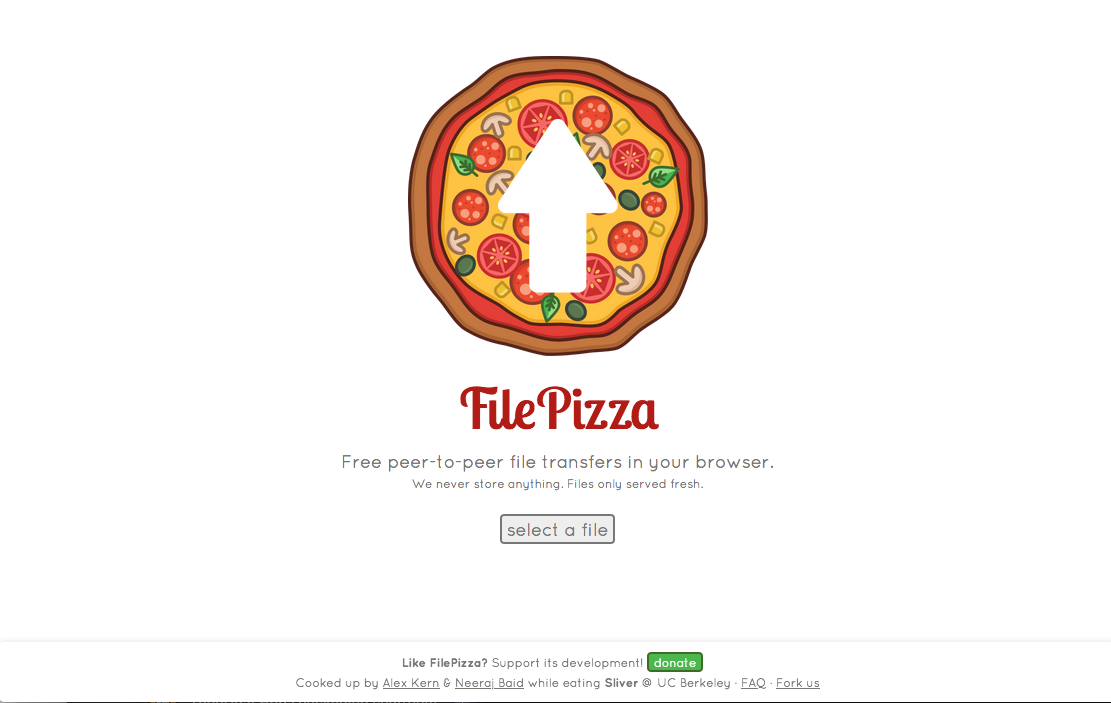 FilePizza
Free peer-to-peer file transfers in your browser.
We never store anything. Files only served fresh.
select a file
Like FilePizza? Support its development! donate
Cooked up by Alex Kern & Neeraj Baid while eating Sliver @ UC Berkeley · FAQ · Fork us